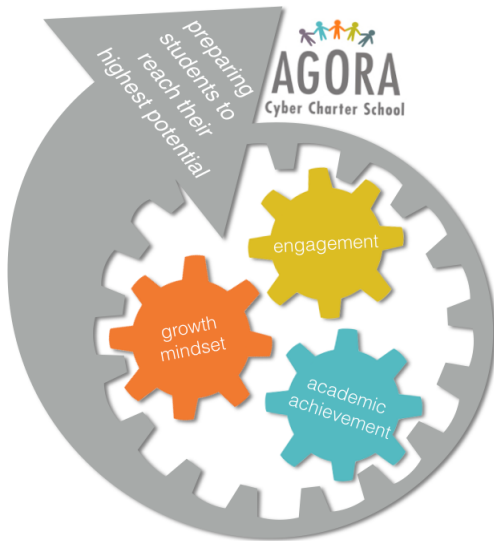 preparing
students to
reach their
highest potential
AGORA
Cyber Charter School
engagement
growth
mindset
academic
achievement